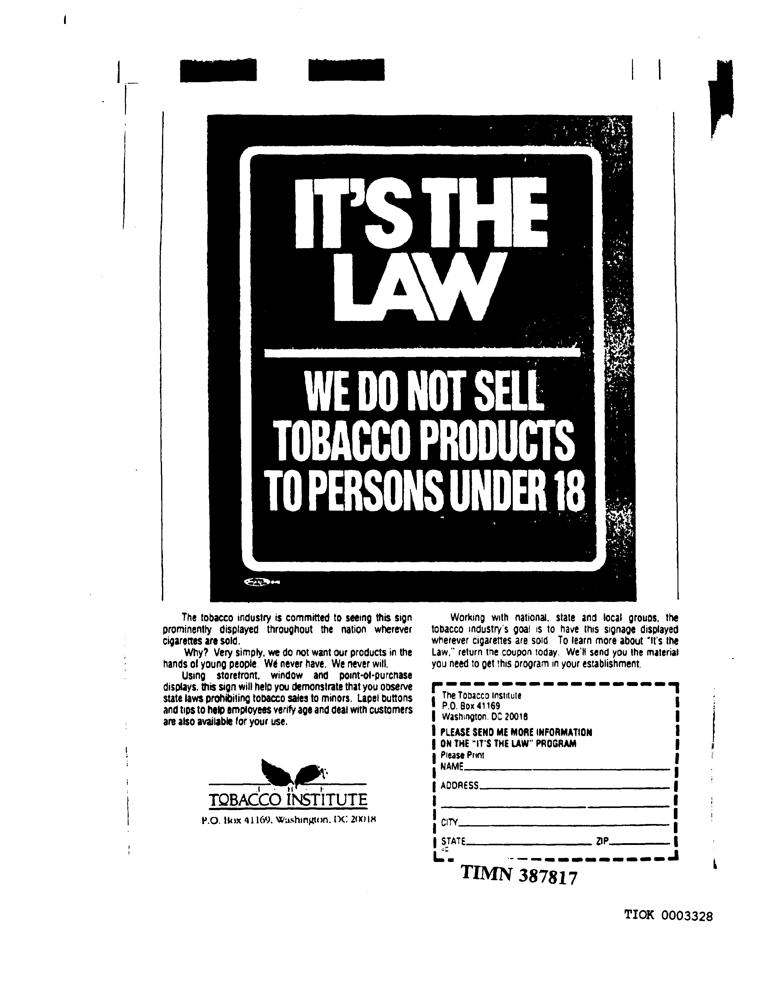 IT'S THE
LAW
WE DO NOT SELL
TOBACCO PRODUCTS
TO PERSONS UNDER 18
The tobacco industry is committed to seeing this sign
prominently displayed throughout the nation wherever
cigarettes are sold.
Why? Very simply, we do not want our products in the
hands of young people. We never have. We never will.
Using storefront, window and point-of-purchase
displays, this sign will help you demonstrate that you observe
state laws prohibiting tobacco sales to minors. Lapel buttons
and tips to help employees verify age and deal with customers
are also available for your use.
TOBACCO INSTITUTE
P.O. Box 41169, Washington, DC 20018
Working with national, state and local groups, the
tobacco industry's goal is to have this signage displayed
wherever cigarettes are sold. To learn more about "It's the
Law," return the coupon today. We'll send you the material
you need to get this program in your establishment.
The Tobacco Institute
P.O. Box 41169
Washington, DC 20018
PLEASE SEND ME MORE INFORMATION
ON THE "IT'S THE LAW" PROGRAM
Please Print
NAME
ADDRESS
CITY
STATE ZIP
TIMN 387817
TIOK 0003328